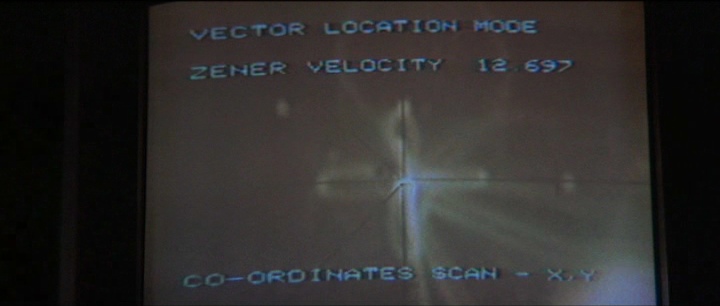 VECTOR LOCATION MODE
ZENER VELOCITY 12.697
CO-ORDINATES SCAN - X,Y